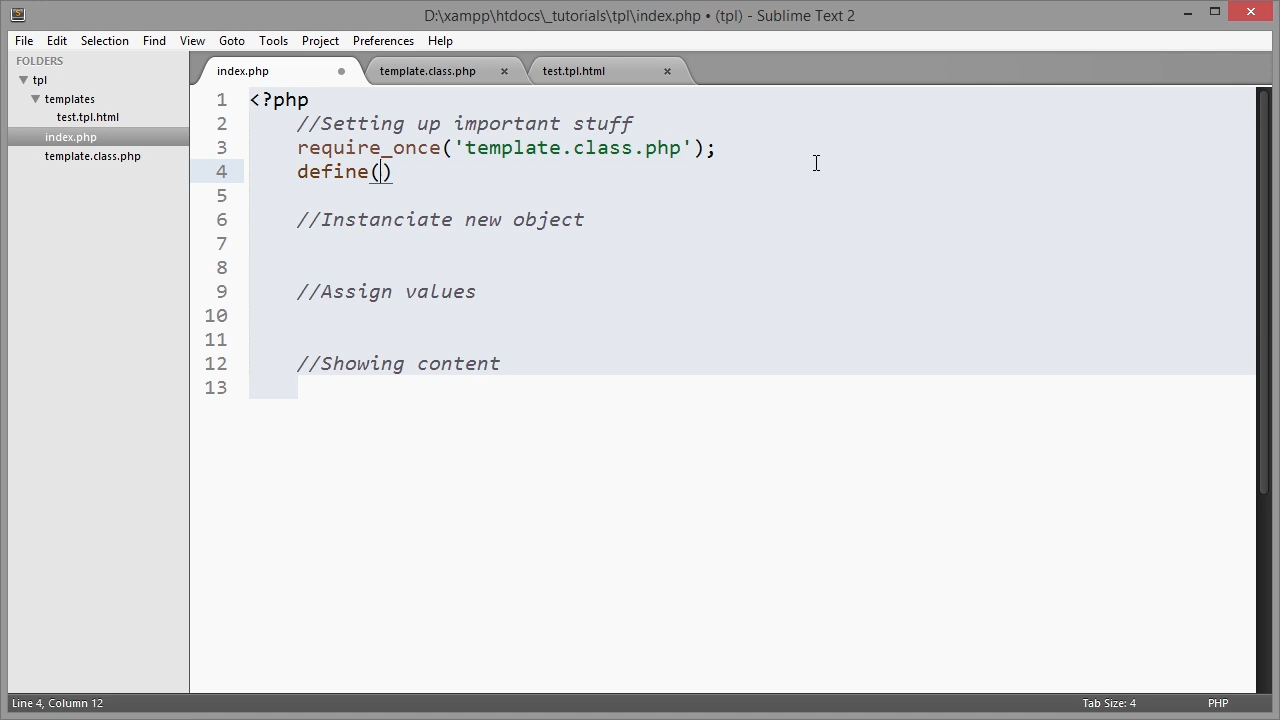 D:\xampp\htdocs\_tutorials\tpl\index.php • (tpl) - Sublime Text 2
File Edit Selection Find View Goto Tools Project Preferences Help
FOLDERS
tpl
templates
test.tpl.html
index.php
template.class.php
index.php template.class.php test.tpl.html
1 <?php
2 //Setting up important stuff
3 require_once('template.class.php');
4 define()
5
6 //Instanciate new object
7
8
9 //Assign values
10
11
12 //Showing content
13
Line 4, Column 12 Tab Size: 4 PHP